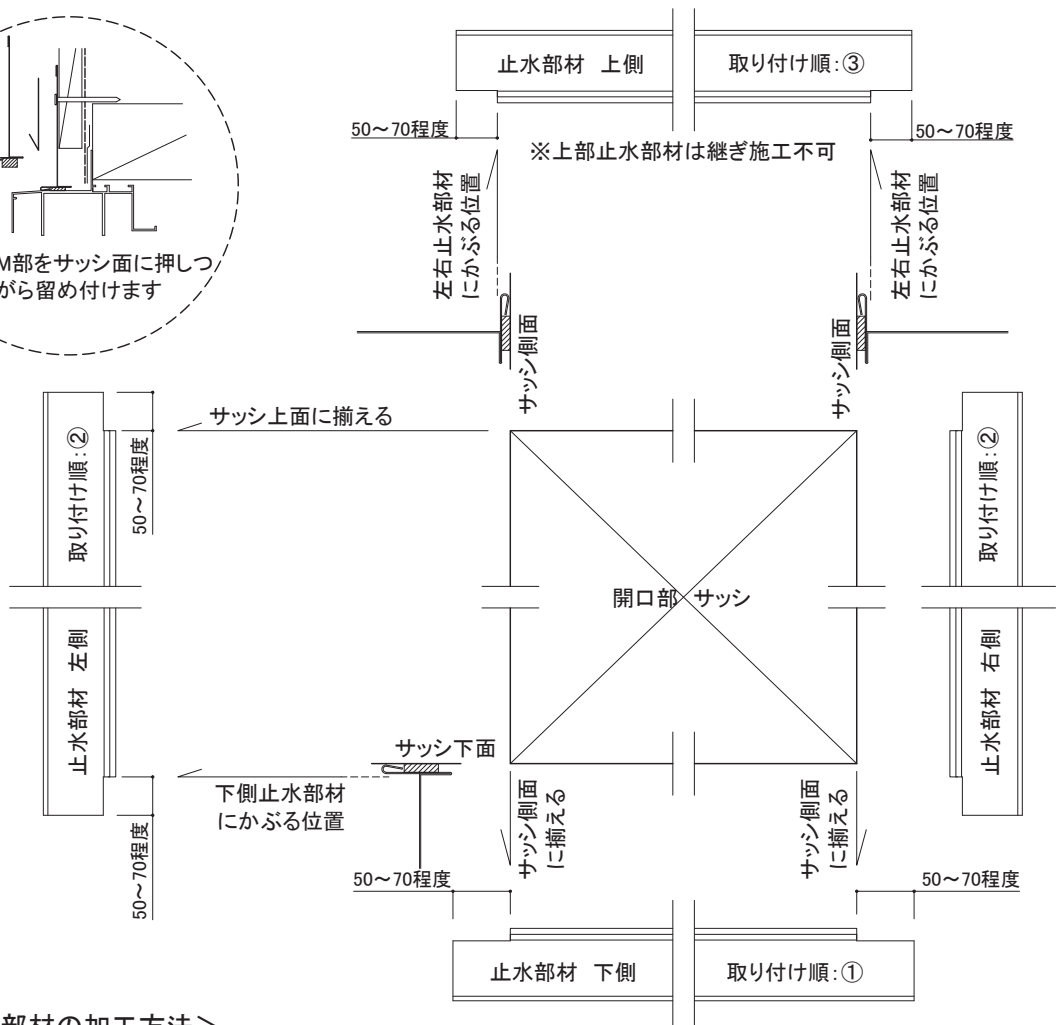 止水部材 上側
取り付け順:③
50～70程度
50～70程度
※上部止水部材は継ぎ施工不可
左右止水部材
にかぶる位置
左右止水部材
にかぶる位置
M部をサッシ面に押しつ
がら留め付けます
サッシ側面
サッシ側面
サッシ上面に揃える
取り付け順:②
50～70程度
取り付け順:②
開口部 サッシ
止水部材 左側
止水部材 右側
サッシ下面
下側止水部材
にかぶる位置
サッシ側面
に揃える
サッシ側面
に揃える
50～70程度
50～70程度
50～70程度
止水部材 下側
取り付け順:①
部材の加工方法＞